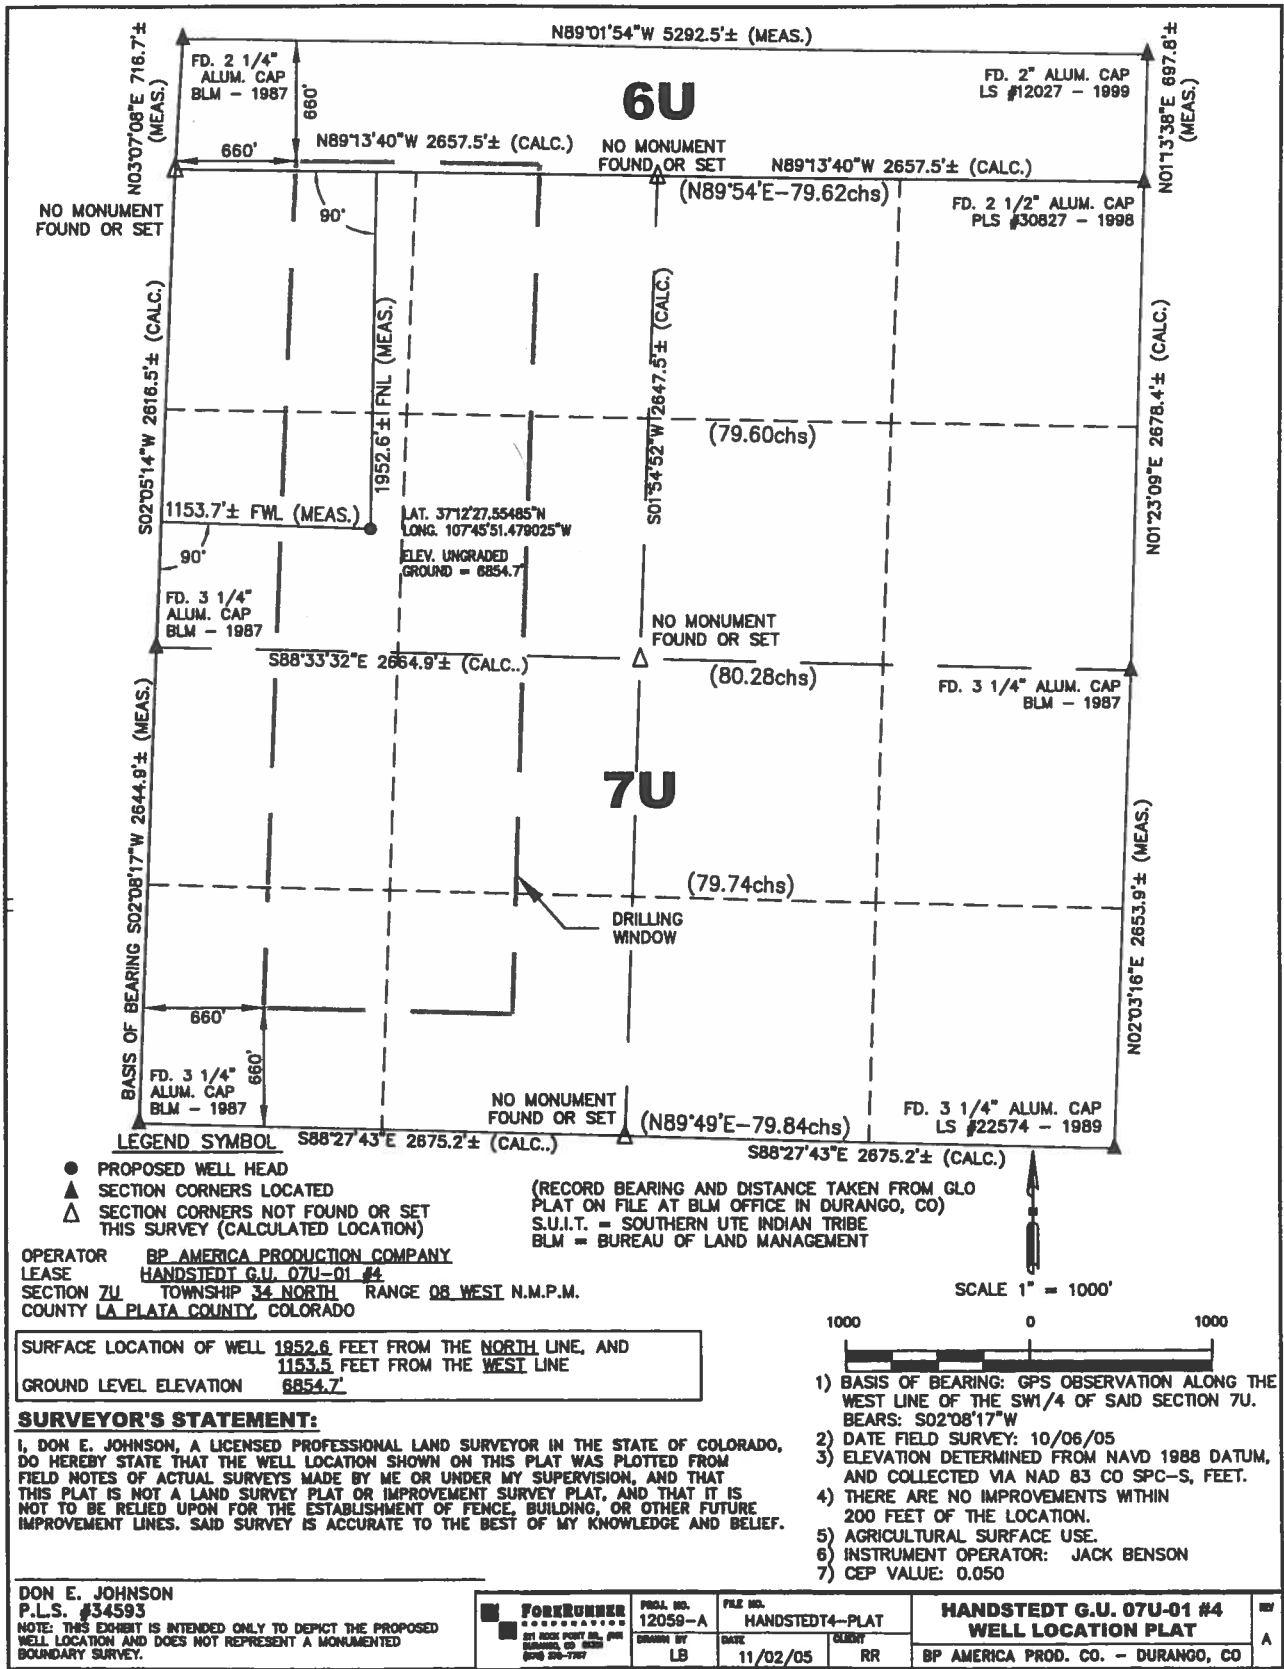 N89°01'54"W 5292.5'± (MEAS.)
N03°07'08"E 716.7'±
(MEAS.)
FD. 2 1/4"
ALUM. CAP
BLM - 1987
660'
6U
FD. 2" ALUM. CAP
LS #12027 - 1999
N01°13'38"E 697.8'±
(MEAS.)
660'
N89°13'40"W 2657.5'± (CALC.)
NO MONUMENT
FOUND OR SET
N89°13'40"W 2657.5'± (CALC.)
(N89°54'E-79.62chs)
NO MONUMENT
FOUND OR SET
90°
FD. 2 1/2" ALUM. CAP
PLS #30827 - 1998
S02°05'14"W 2616.5'± (CALC.)
1952.6'± FNL (MEAS.)
S01°54'52"W 2647.5'± (CALC.)
N01°23'09"E 2678.4'± (CALC.)
(79.60chs)
1153.7'± FWL (MEAS.)
LAT. 37°12'27.55485"N
LONG. 107°45'51.479025"W
90°
ELEV. UNGRADED
GROUND = 6854.7'
FD. 3 1/4"
ALUM. CAP
BLM - 1987
NO MONUMENT
FOUND OR SET
S88°33'32"E 2664.9'± (CALC..)
(80.28chs)
FD. 3 1/4" ALUM. CAP
BLM - 1987
BASIS OF BEARING S02°08'17"W 2644.9'± (MEAS.)
7U
N02°03'16"E 2653.9'± (MEAS.)
(79.74chs)
DRILLING
WINDOW
660'
660'
FD. 3 1/4"
ALUM. CAP
BLM - 1987
NO MONUMENT
FOUND OR SET
(N89°49'E-79.84chs)
FD. 3 1/4" ALUM. CAP
LS #22574 - 1989
S88°27'43"E 2675.2'± (CALC..)
S88°27'43"E 2675.2'± (CALC.)
LEGEND SYMBOL
PROPOSED WELL HEAD
SECTION CORNERS LOCATED
SECTION CORNERS NOT FOUND OR SET
THIS SURVEY (CALCULATED LOCATION)
(RECORD BEARING AND DISTANCE TAKEN FROM GLO
PLAT ON FILE AT BLM OFFICE IN DURANGO, CO)
S.U.I.T. = SOUTHERN UTE INDIAN TRIBE
BLM = BUREAU OF LAND MANAGEMENT
OPERATOR BP AMERICA PRODUCTION COMPANY
LEASE HANDSTEDT G.U. 07U-01 #4
SECTION 7U TOWNSHIP 34 NORTH RANGE 08 WEST N.M.P.M.
COUNTY LA PLATA COUNTY, COLORADO
SCALE 1" = 1000'
1000 0 1000
SURFACE LOCATION OF WELL 1952.6 FEET FROM THE NORTH LINE, AND
1153.5 FEET FROM THE WEST LINE
GROUND LEVEL ELEVATION 6854.7'
SURVEYOR'S STATEMENT:
I, DON E. JOHNSON, A LICENSED PROFESSIONAL LAND SURVEYOR IN THE STATE OF COLORADO,
DO HEREBY STATE THAT THE WELL LOCATION SHOWN ON THIS PLAT WAS PLOTTED FROM
FIELD NOTES OF ACTUAL SURVEYS MADE BY ME OR UNDER MY SUPERVISION, AND THAT
THIS PLAT IS NOT A LAND SURVEY PLAT OR IMPROVEMENT SURVEY PLAT, AND THAT IT IS
NOT TO BE RELIED UPON FOR THE ESTABLISHMENT OF FENCE, BUILDING, OR OTHER FUTURE
IMPROVEMENT LINES. SAID SURVEY IS ACCURATE TO THE BEST OF MY KNOWLEDGE AND BELIEF.
1) BASIS OF BEARING: GPS OBSERVATION ALONG THE
WEST LINE OF THE SW1/4 OF SAID SECTION 7U.
BEARS: S02°08'17"W
2) DATE FIELD SURVEY: 10/06/05
3) ELEVATION DETERMINED FROM NAVD 1988 DATUM,
AND COLLECTED VIA NAD 83 CO SPC-S, FEET.
4) THERE ARE NO IMPROVEMENTS WITHIN
200 FEET OF THE LOCATION.
5) AGRICULTURAL SURFACE USE.
6) INSTRUMENT OPERATOR: JACK BENSON
7) CEP VALUE: 0.050
DON E. JOHNSON
P.L.S. #34593
NOTE: THIS EXHIBIT IS INTENDED ONLY TO DEPICT THE PROPOSED
WELL LOCATION AND DOES NOT REPRESENT A MONUMENTED
BOUNDARY SURVEY.
FORERUNNER
CORPORATION
DURANGO, CO
PROJ. NO.
12059-A
FILE NO.
HANDSTEDT4-PLAT
DRAWN BY
LB
DATE
11/02/05
CLIENT
RR
HANDSTEDT G.U. 07U-01 #4
WELL LOCATION PLAT
BP AMERICA PROD. CO. - DURANGO, CO
REV
A